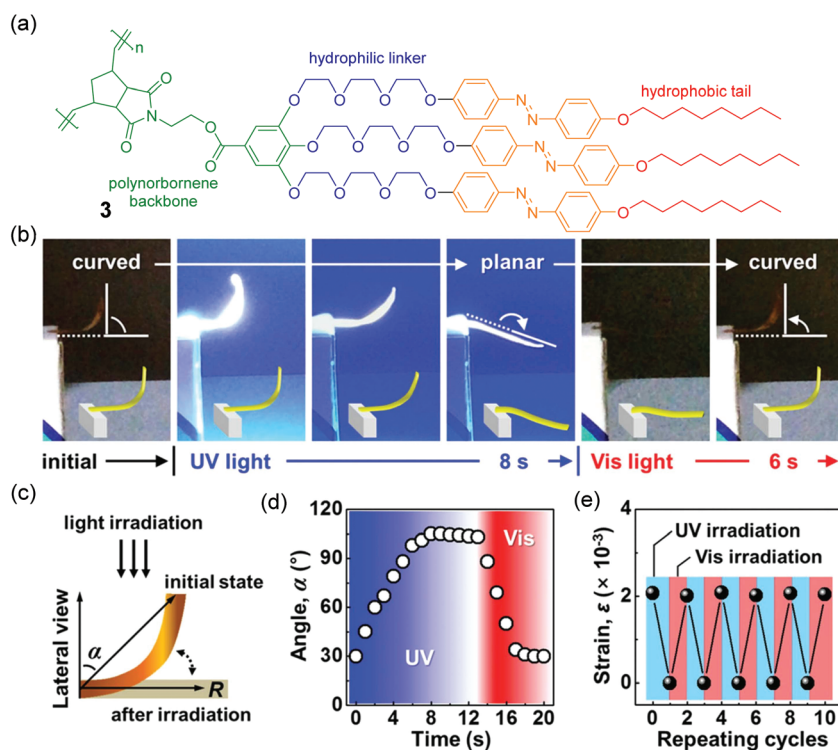 (a)
n
hydrophilic linker
O
N
O
O
O
O
O
O
O
O
N
N
O
hydrophobic tail
O
O
O
O
O
N
N
O
polynorbornene
backbone
3
O
O
O
O
N
N
O
(b)
curved
planar
curved
initial
UV light
8 s
Vis light
6 s
(c)
light irradiation
initial state
Lateral view
α
R
after irradiation
(d)
Angle, α (°)
120
90
60
30
0
UV
Vis
0 4 8 12 16 20
Time (s)
(e)
UV irradiation
Vis irradiation
Strain, ε (× 10⁻³)
4
2
0
0 2 4 6 8 10
Repeating cycles